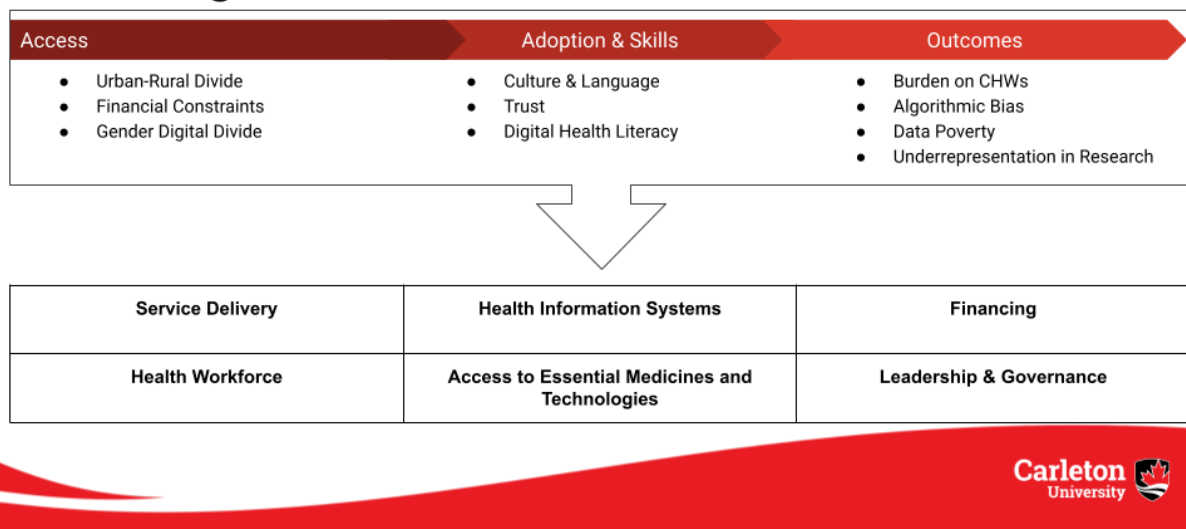 Access
Adoption & Skills
Outcomes
● Urban-Rural Divide
● Financial Constraints
● Gender Digital Divide
● Culture & Language
● Trust
● Digital Health Literacy
● Burden on CHWs
● Algorithmic Bias
● Data Poverty
● Underrepresentation in Research
Service Delivery
Health Information Systems
Financing
Health Workforce
Access to Essential Medicines and
Technologies
Leadership & Governance
Carleton
University